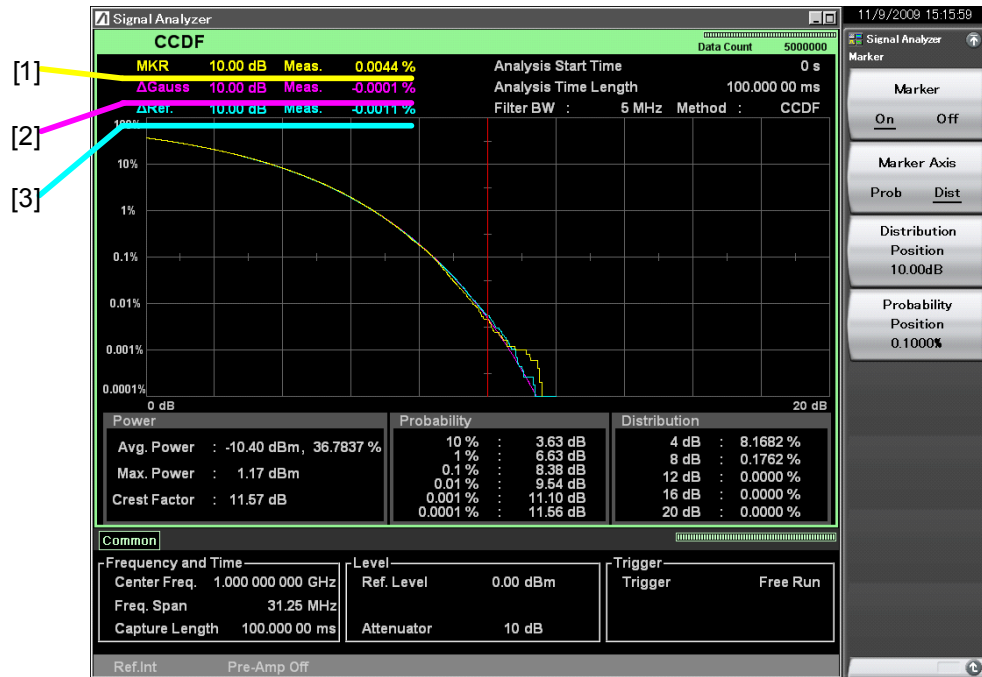 Signal Analyzer
11/9/2009 15:15:59
CCDF
Data Count 5000000
Signal Analyzer
Marker
[1]
MKR 10.00 dB Meas. 0.0044 %
Analysis Start Time 0 s
[2]
ΔGauss 10.00 dB Meas. -0.0001 %
Analysis Time Length 100.000 00 ms
[3]
ΔRef. 10.00 dB Meas. -0.0011 %
Filter BW : 5 MHz Method : CCDF
100%
10%
1%
0.1%
0.01%
0.001%
0.0001%
0 dB
20 dB
Marker
On Off
Marker Axis
Prob Dist
Distribution
Position
10.00dB
Probability
Position
0.1000%
Power
Avg. Power : -10.40 dBm, 36.7837 %
Max. Power : 1.17 dBm
Crest Factor : 11.57 dB
Probability
10 % : 3.63 dB
1 % : 6.63 dB
0.1 % : 8.38 dB
0.01 % : 9.54 dB
0.001 % : 11.10 dB
0.0001 % : 11.56 dB
Distribution
4 dB : 8.1682 %
8 dB : 0.1762 %
12 dB : 0.0000 %
16 dB : 0.0000 %
20 dB : 0.0000 %
Common
Frequency and Time
Center Freq. 1.000 000 000 GHz
Freq. Span 31.25 MHz
Capture Length 100.000 00 ms
Level
Ref. Level 0.00 dBm
Attenuator 10 dB
Trigger
Trigger Free Run
Ref.Int Pre-Amp Off